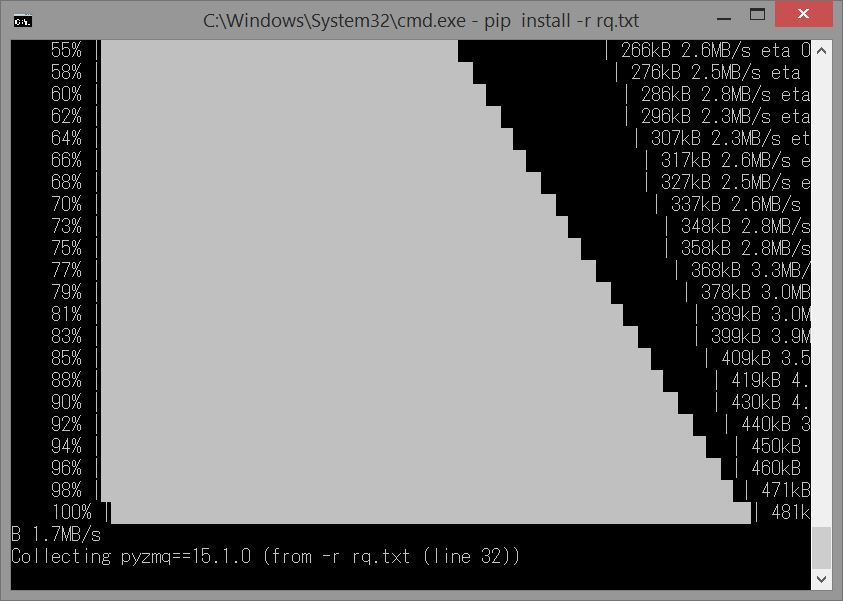 C:\Windows\System32\cmd.exe - pip  install -r rq.txt
55% | | 266kB 2.6MB/s eta 0
58% | | 276kB 2.5MB/s eta
60% | | 286kB 2.8MB/s eta
62% | | 296kB 2.3MB/s eta
64% | | 307kB 2.3MB/s et
66% | | 317kB 2.6MB/s e
68% | | 327kB 2.5MB/s e
70% | | 337kB 2.6MB/s
73% | | 348kB 2.8MB/s
75% | | 358kB 2.8MB/s
77% | | 368kB 3.3MB/
79% | | 378kB 3.0MB
81% | | 389kB 3.0M
83% | | 399kB 3.9M
85% | | 409kB 3.5
88% | | 419kB 4.
90% | | 430kB 4.
92% | | 440kB 3
94% | | 450kB
96% | | 460kB
98% | | 471kB
100% | | 481k
B 1.7MB/s
Collecting pyzmq==15.1.0 (from -r rq.txt (line 32))